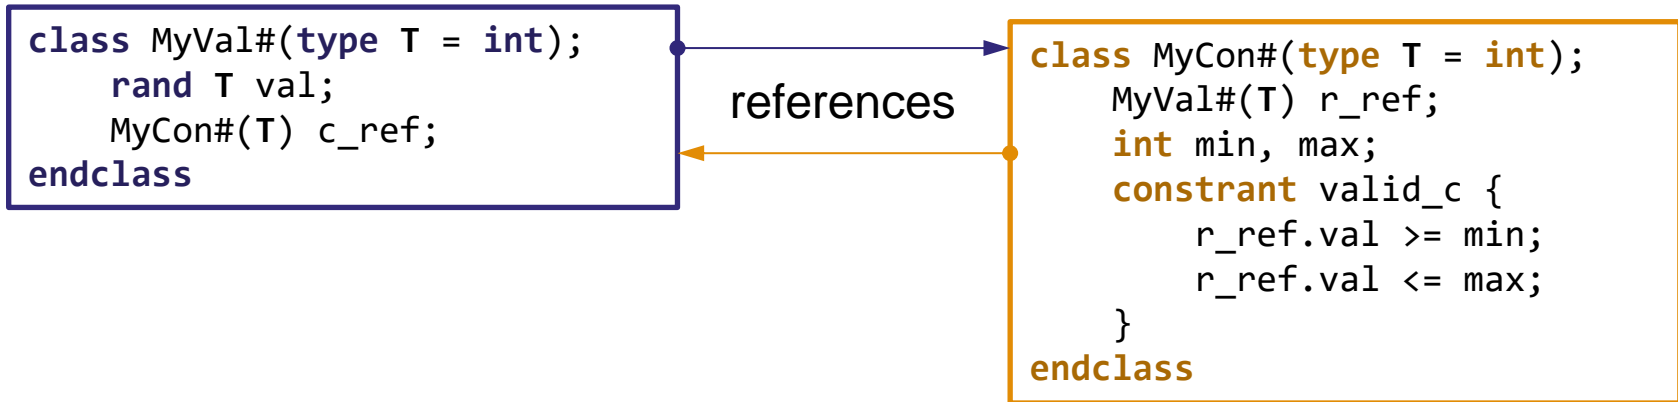 class MyVal#(type T = int);
rand T val;
MyCon#(T) c_ref;
endclass
references
class MyCon#(type T = int);
MyVal#(T) r_ref;
int min, max;
constrant valid_c {
r_ref.val >= min;
r_ref.val <= max;
}
endclass